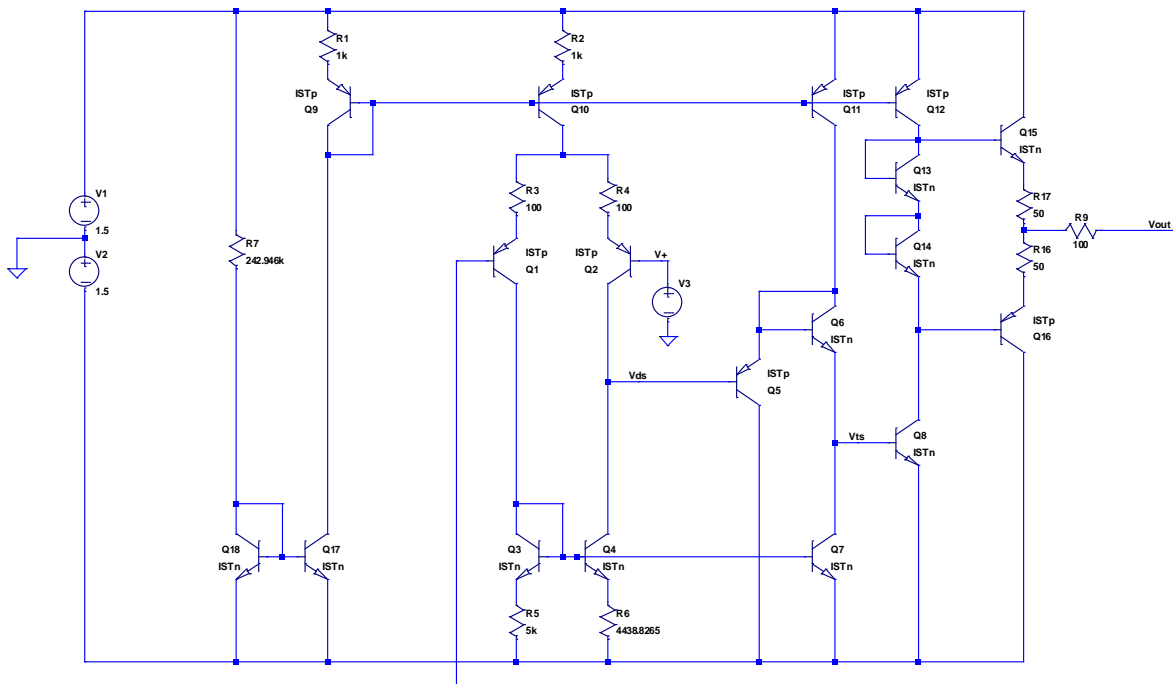 R1
1k
R2
1k
ISTp
Q9
ISTp
Q10
ISTp
Q11
ISTp
Q12
Q15
ISTn
Q13
ISTn
V1
1.5
R3
100
R4
100
R17
50
R9
100
Vout
R7
242.946k
ISTp
Q1
ISTp
Q2
V+
Q14
ISTn
R16
50
V2
1.5
V3
Q6
ISTn
ISTp
Q16
Vds
ISTp
Q5
Vts
Q8
ISTn
Q18
ISTn
Q17
ISTn
Q3
ISTn
Q4
ISTn
Q7
ISTn
R5
5k
R6
4438.8265